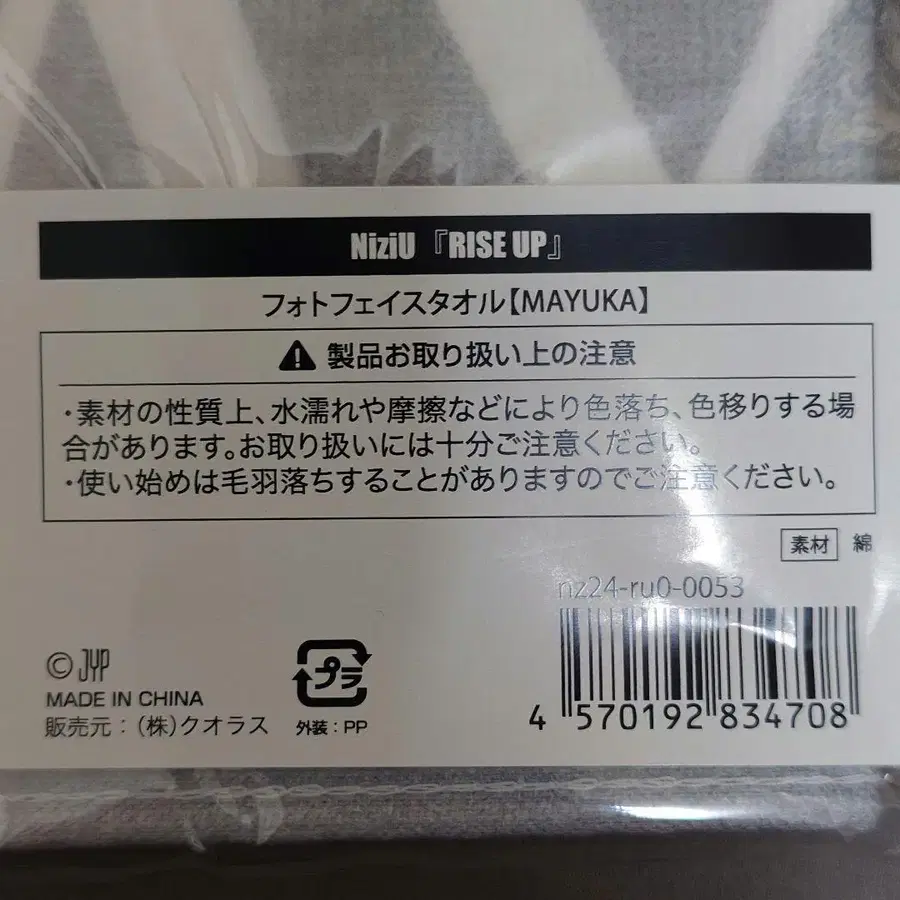 NiziU『RISE UP』
フォトフェイスタオル【MAYUKA】
製品お取り扱い上の注意
・素材の性質上、水濡れや摩擦などにより色落ち、色移りする場
合があります。お取り扱いには十分ご注意ください。
・使い始めは毛羽落ちすることがありますのでご注意ください。
素材 綿
nz24-ru0-0053
4 570192 834708
© JYP
MADE IN CHINA
販売元：(株)クオラス
プラ
外装：PP